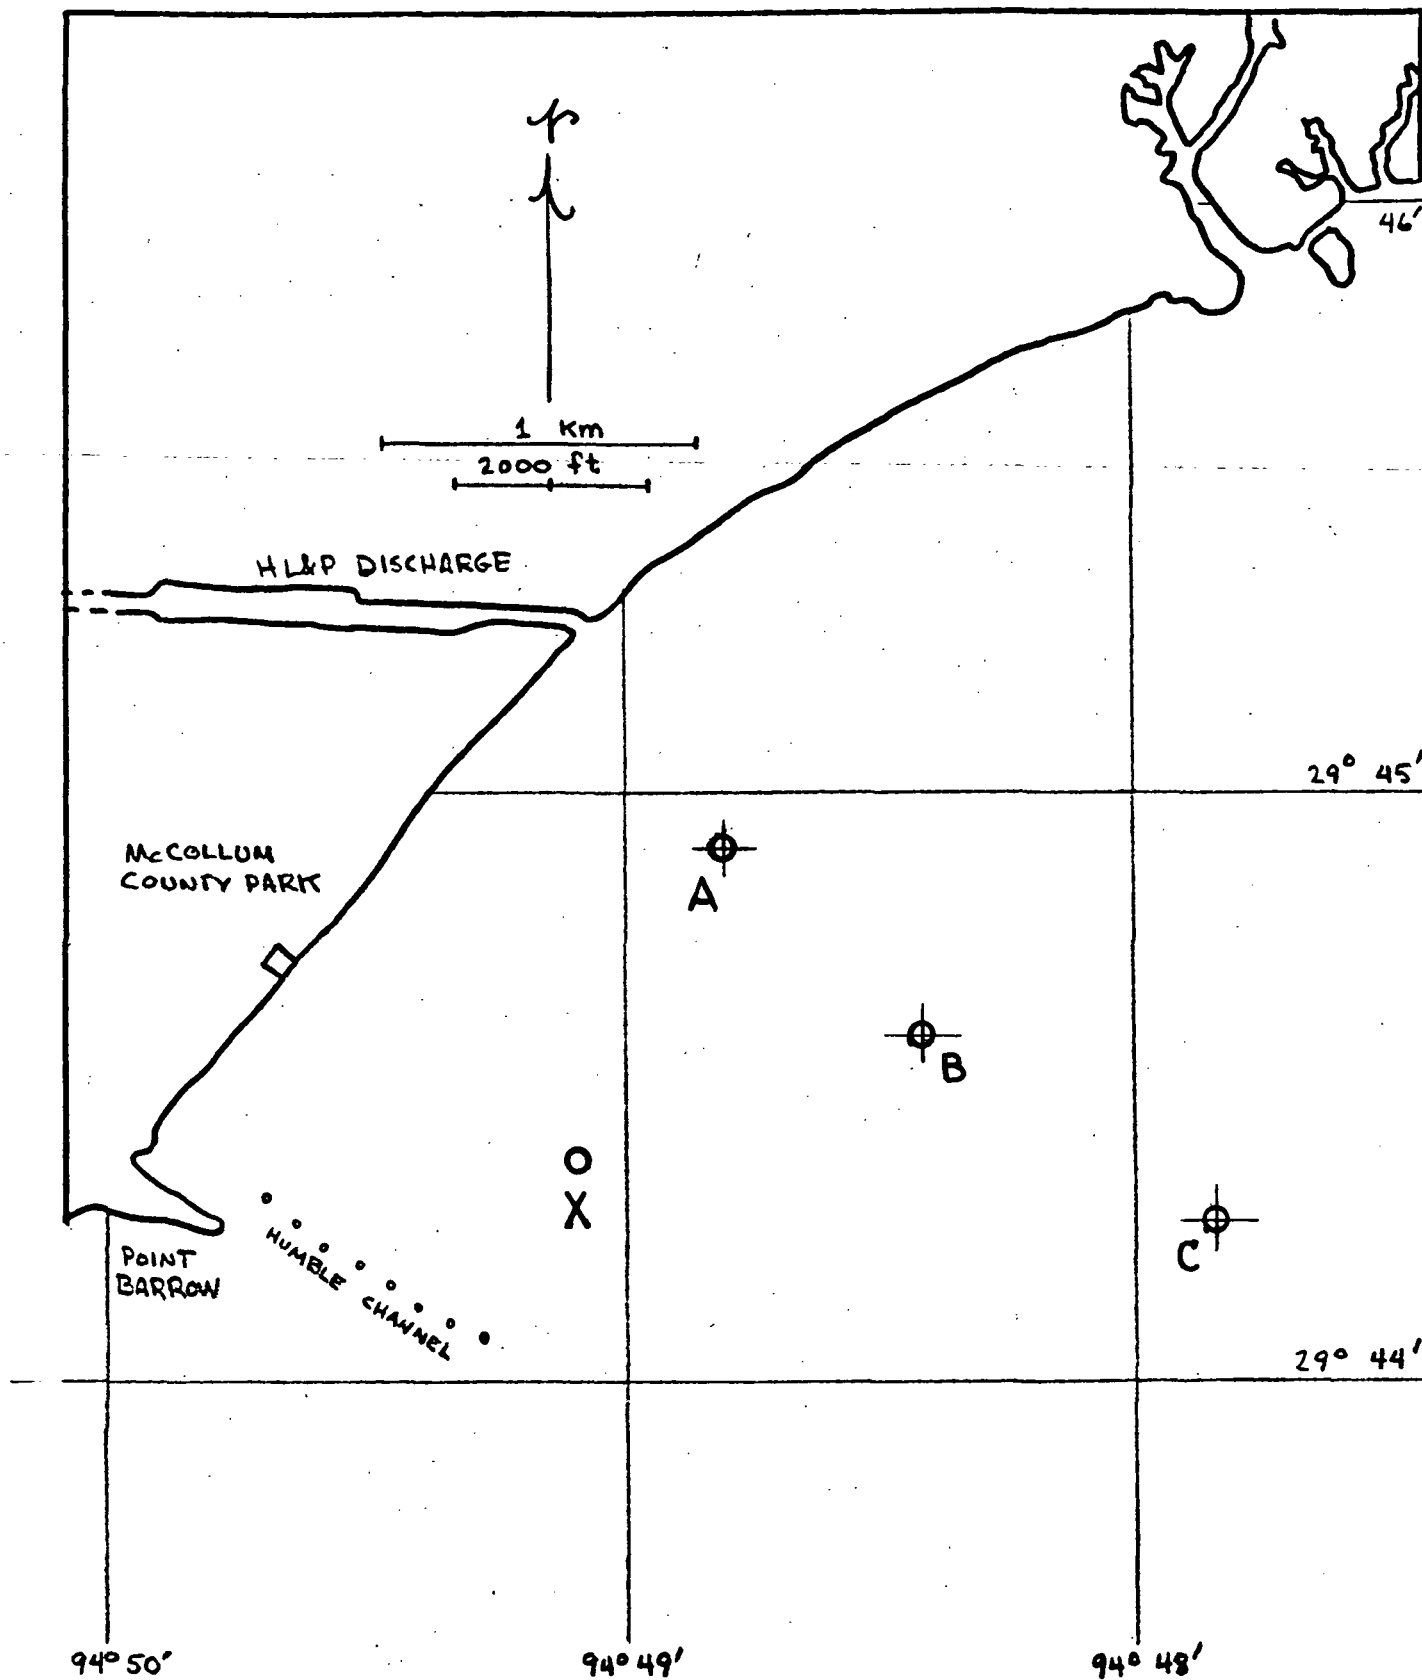 N
46'
1 Km
2000 ft
HL&P DISCHARGE
29° 45'
McCOLLUM
COUNTY PARK
A
B
X
C
POINT
BARROW
HUMBLE CHANNEL
29° 44'
94° 50'
94° 49'
94° 48'